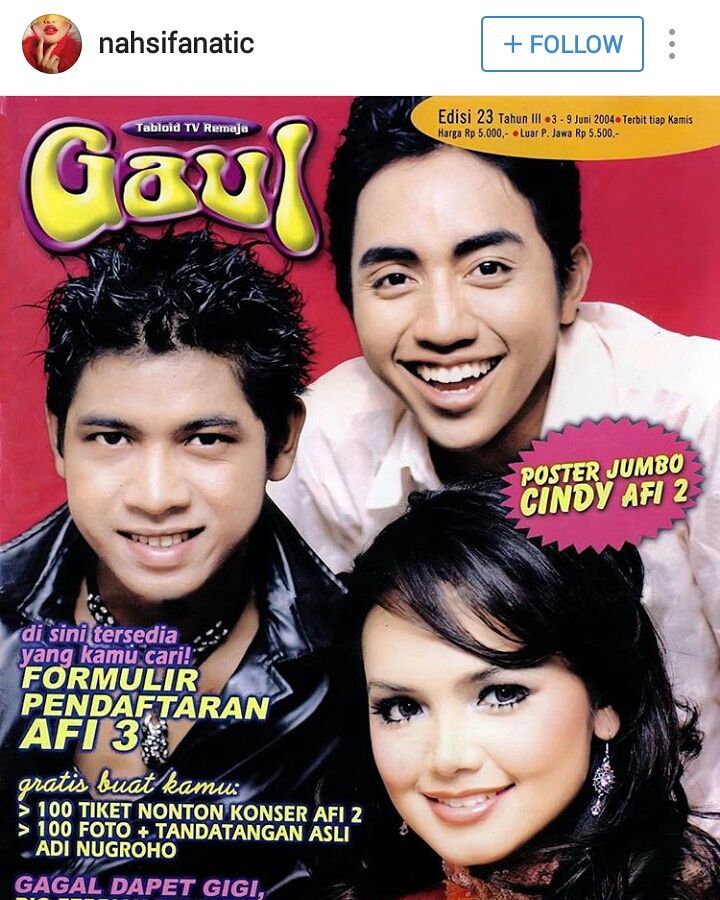 nahsifanatic
+ FOLLOW
Edisi 23 Tahun III ● 3 - 9 Juni 2004 ● Terbit tiap Kamis
Harga Rp 5.000,- ● Luar P. Jawa Rp 5.500,-
Tabloid TV Remaja
Gaul
POSTER JUMBO
CINDY AFI 2
di sini tersedia
yang kamu cari!
FORMULIR
PENDAFTARAN
AFI 3
gratis buat kamu:
> 100 TIKET NONTON KONSER AFI 2
> 100 FOTO + TANDATANGAN ASLI
ADI NUGROHO
GAGAL DAPET GIGI,